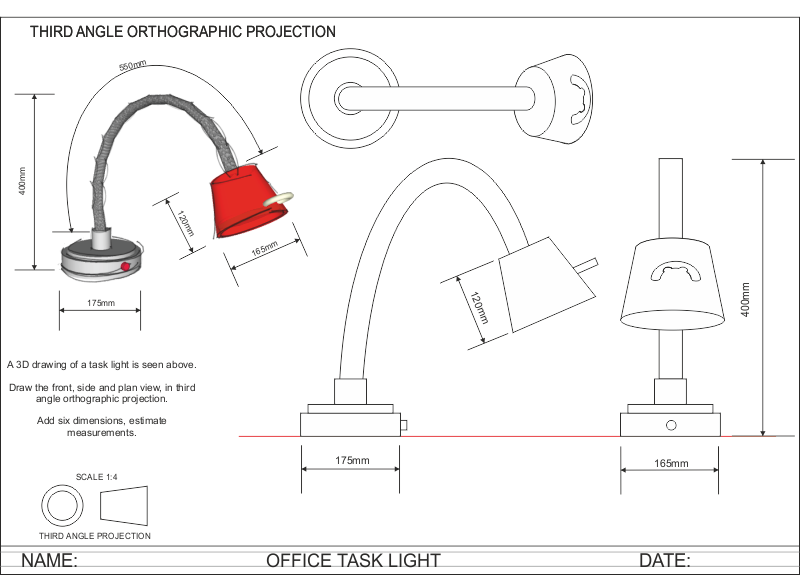 THIRD ANGLE ORTHOGRAPHIC PROJECTION
550mm
400mm
120mm
165mm
175mm
A 3D drawing of a task light is seen above.
Draw the front, side and plan view, in third
angle orthographic projection.
Add six dimensions, estimate
measurements.
120mm
400mm
175mm
165mm
SCALE 1:4
THIRD ANGLE PROJECTION
NAME:
OFFICE TASK LIGHT
DATE: